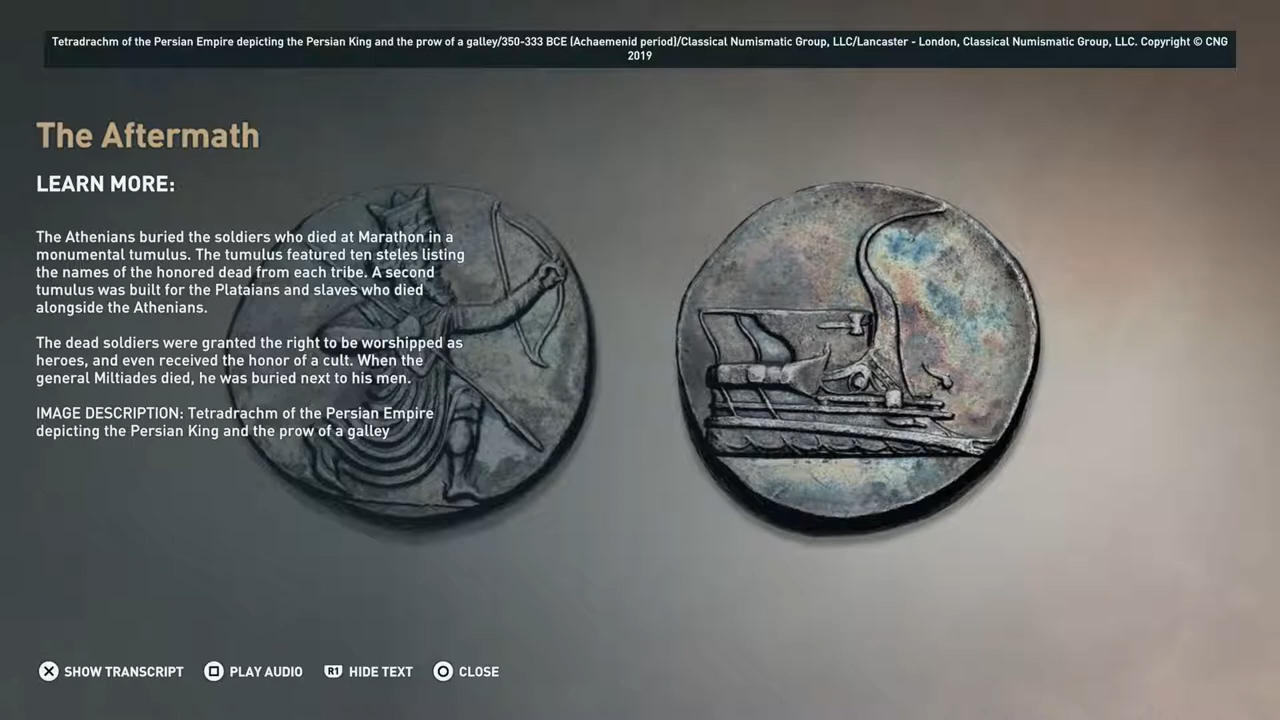 Tetradrachm of the Persian Empire depicting the Persian King and the prow of a galley/350-333 BCE (Achaemenid period)/Classical Numismatic Group, LLC/Lancaster - London, Classical Numismatic Group, LLC. Copyright © CNG
2019
The Aftermath
LEARN MORE:
The Athenians buried the soldiers who died at Marathon in a
monumental tumulus. The tumulus featured ten steles listing
the names of the honored dead from each tribe. A second
tumulus was built for the Plataians and slaves who died
alongside the Athenians.
The dead soldiers were granted the right to be worshipped as
heroes, and even received the honor of a cult. When the
general Miltiades died, he was buried next to his men.
IMAGE DESCRIPTION: Tetradrachm of the Persian Empire
depicting the Persian King and the prow of a galley
SHOW TRANSCRIPT PLAY AUDIO R1 HIDE TEXT CLOSE